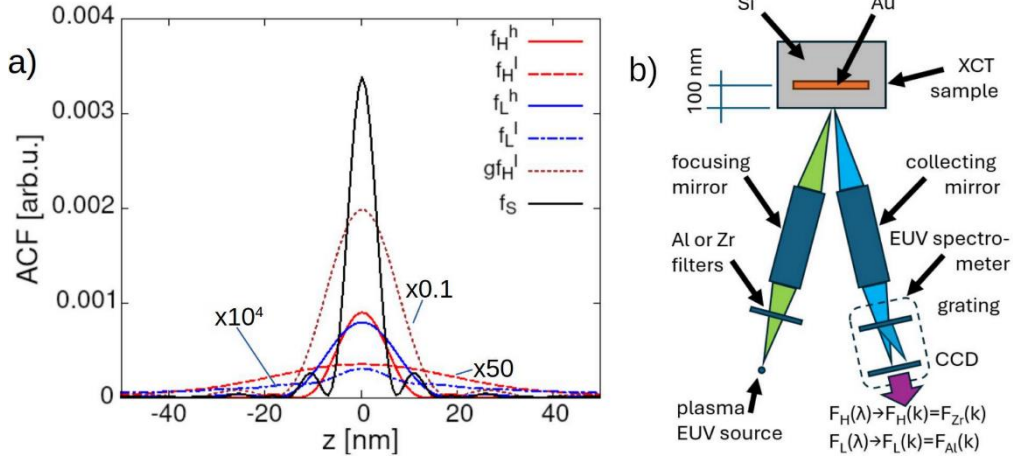 a)
ACF [arb.u.]
0.004
0.003
0.002
0.001
0
-40
-20
0
20
40
z [nm]
f_H^h
f_H^l
f_L^h
f_L^l
gf_H^l
f_S
x10⁴
x0.1
x50
b)
Si
Au
100 nm
XCT
sample
focusing
mirror
collecting
mirror
Al or Zr
filters
EUV spectro-
meter
grating
CCD
plasma
EUV source
F_H(λ)→F_H(k)=F_Zr(k)
F_L(λ)→F_L(k)=F_Al(k)